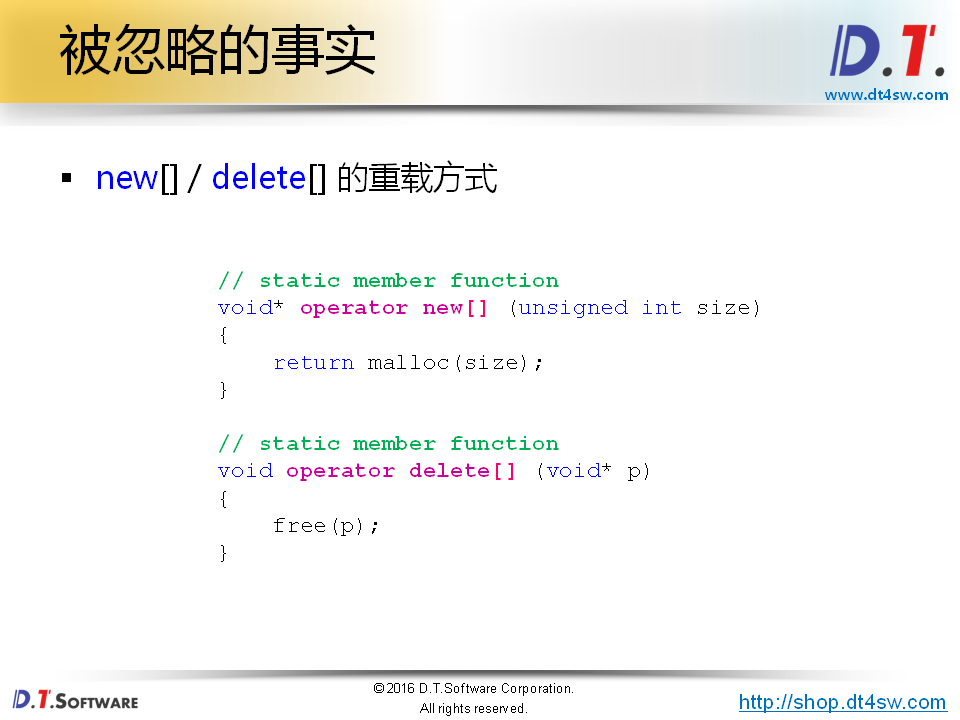 被忽略的事实
D.T.
www.dt4sw.com
▪ new[] / delete[] 的重载方式
// static member function
void* operator new[] (unsigned int size)
{
    return malloc(size);
}
// static member function
void operator delete[] (void* p)
{
    free(p);
}
D.T.SOFTWARE
©2016 D.T.Software Corporation.
All rights reserved.
http://shop.dt4sw.com